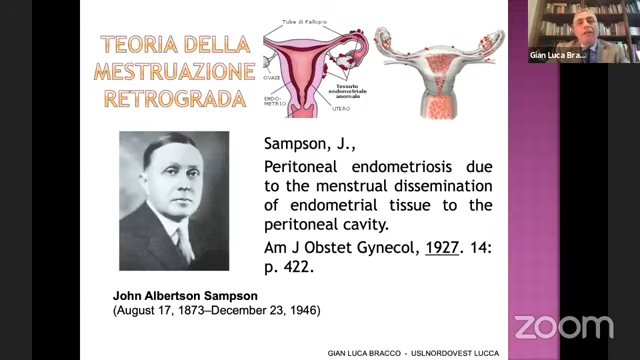 TEORIA DELLA
MESTRUAZIONE
RETROGRADA
Tube di Fallopio
OVAIE
ENDO-
METRIO
UTERO
Tessuto
endometriale
anomalo
Gian Luca Bra...
Sampson, J.,
Peritoneal endometriosis due
to the menstrual dissemination
of endometrial tissue to the
peritoneal cavity.
Am J Obstet Gynecol, 1927. 14:
p. 422.
John Albertson Sampson
(August 17, 1873–December 23, 1946)
zoom
GIAN LUCA BRACCO - USLNORDOVEST LUCCA